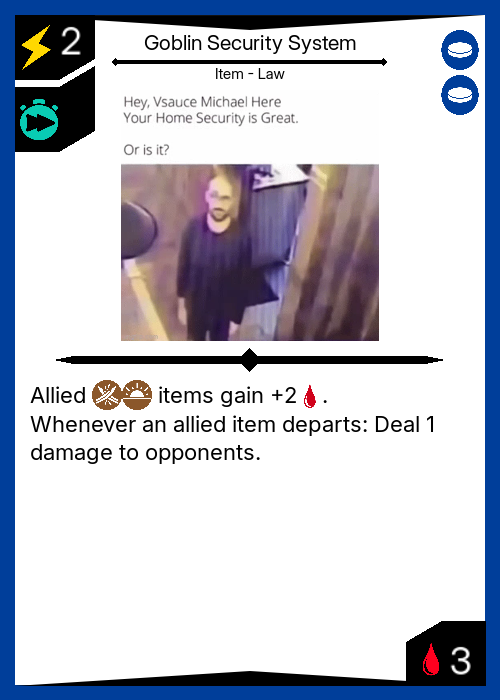 2
Goblin Security System
Item - Law
Hey, Vsauce Michael Here
Your Home Security is Great.
Or is it?
Allied items gain +2 .
Whenever an allied item departs: Deal 1
damage to opponents.
3